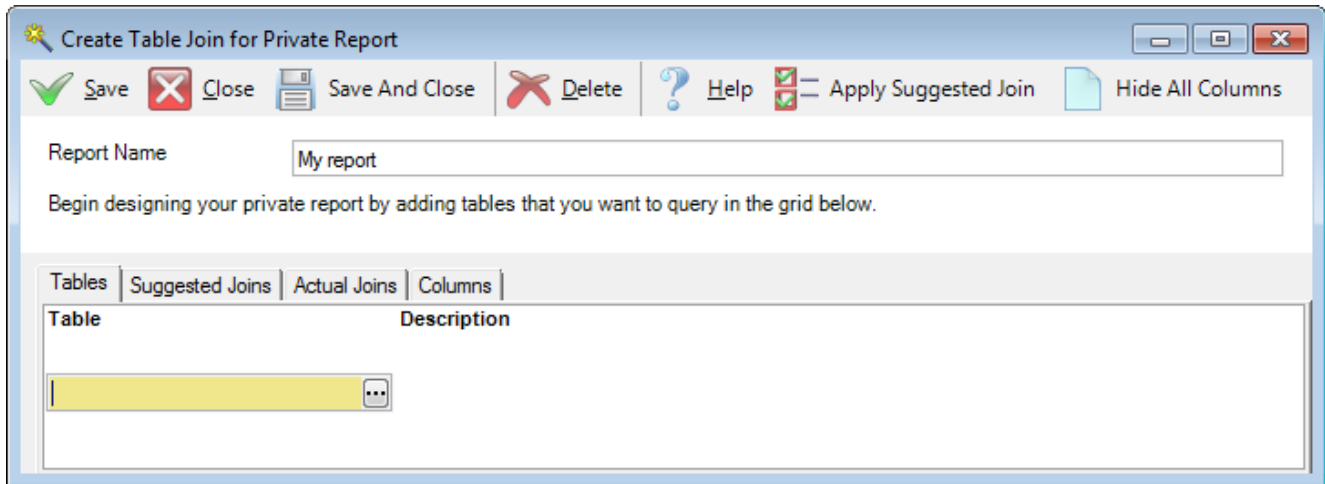 Create Table Join for Private Report
Save Close Save And Close Delete Help Apply Suggested Join Hide All Columns
Report Name My report
Begin designing your private report by adding tables that you want to query in the grid below.
Tables Suggested Joins Actual Joins Columns
Table Description